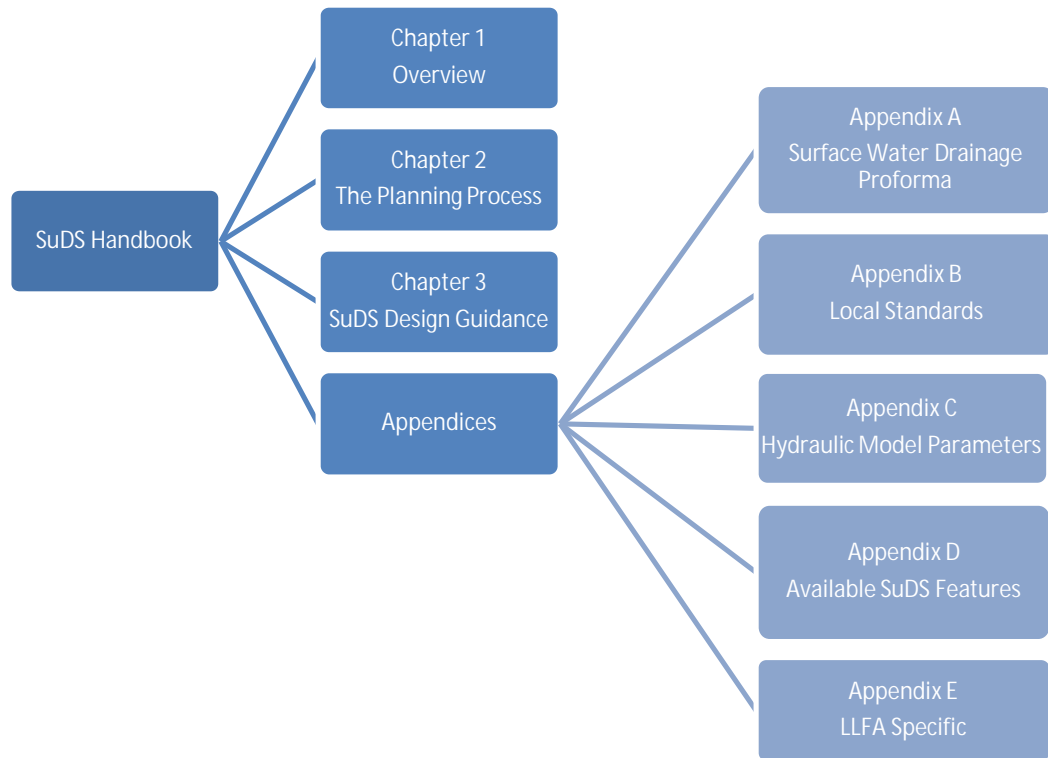 SuDS Handbook
Chapter 1
Overview
Chapter 2
The Planning Process
Chapter 3
SuDS Design Guidance
Appendices
Appendix A
Surface Water Drainage
Proforma
Appendix B
Local Standards
Appendix C
Hydraulic Model Parameters
Appendix D
Available SuDS Features
Appendix E
LLFA Specific